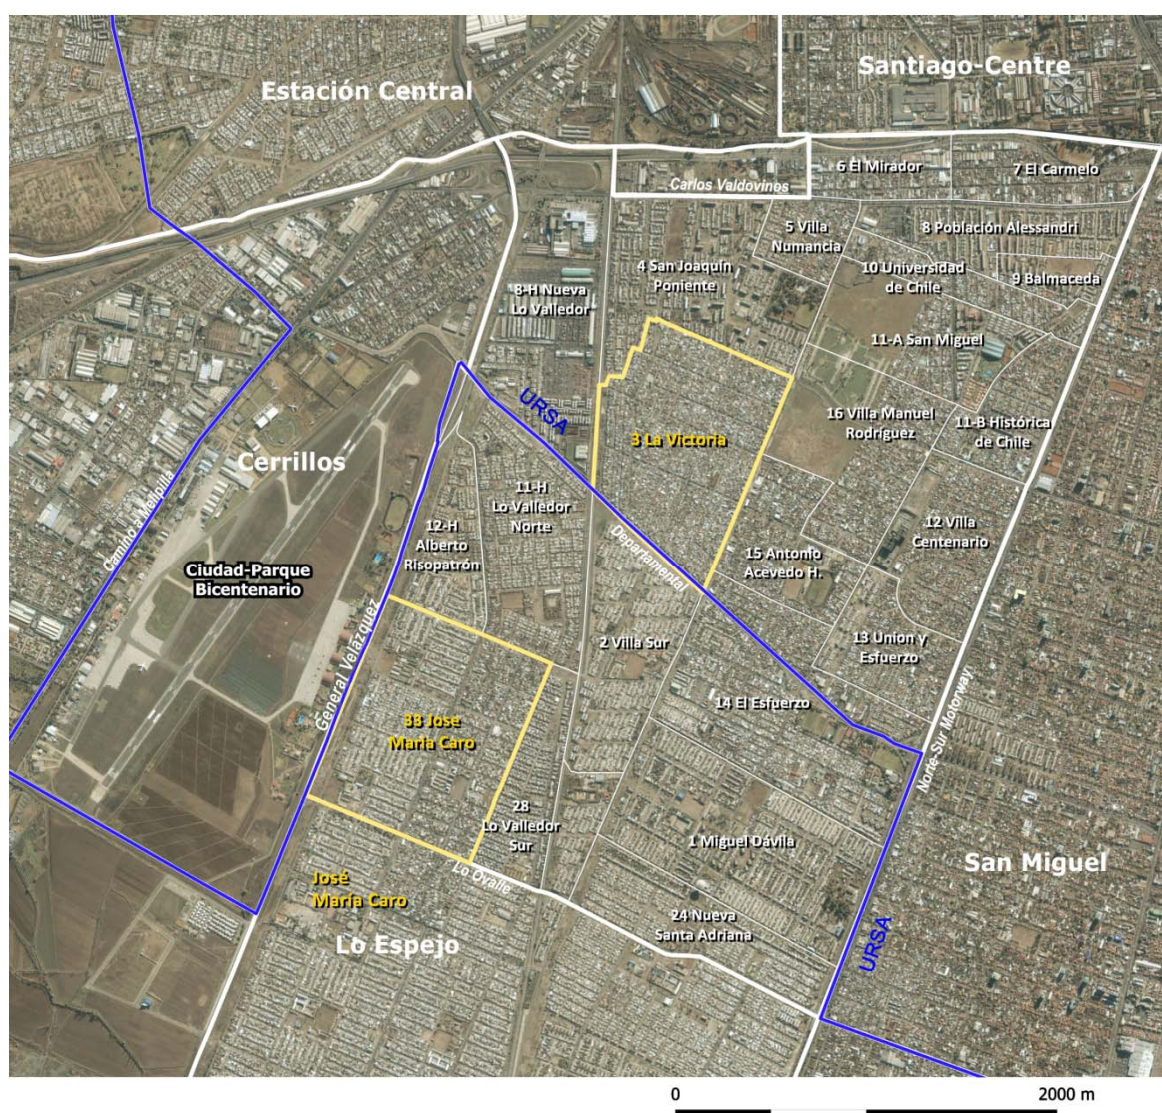 Santiago-Centre
Estación Central
6 El Mirador
7 El Carmelo
Carlos Valdovinos
5 Villa
Numancia
8 Población Alessandri
4 San Joaquín
Poniente
10 Universidad
de Chile
9 Balmaceda
8-H Nueva
Lo Valledor
11-A San Miguel
URSA
16 Villa Manuel
Rodríguez
11-B Histórica
de Chile
3 La Victoria
Cerrillos
Camino a Melipilla
11-H
Lo Valledor
Norte
12-H
Alberto
Risopatrón
12 Villa
Centenario
Departamental
15 Antonio
Acevedo H.
Ciudad-Parque
Bicentenario
General Velázquez
2 Villa Sur
13 Union y
Esfuerzo
14 El Esfuerzo
Norte-Sur Motorway
33 Jose
Maria Caro
28
Lo Valledor
Sur
1 Miguel Dávila
San Miguel
Lo Ovalle
José
María Caro
24 Nueva
Santa Adriana
Lo Espejo
URSA
0 2000 m